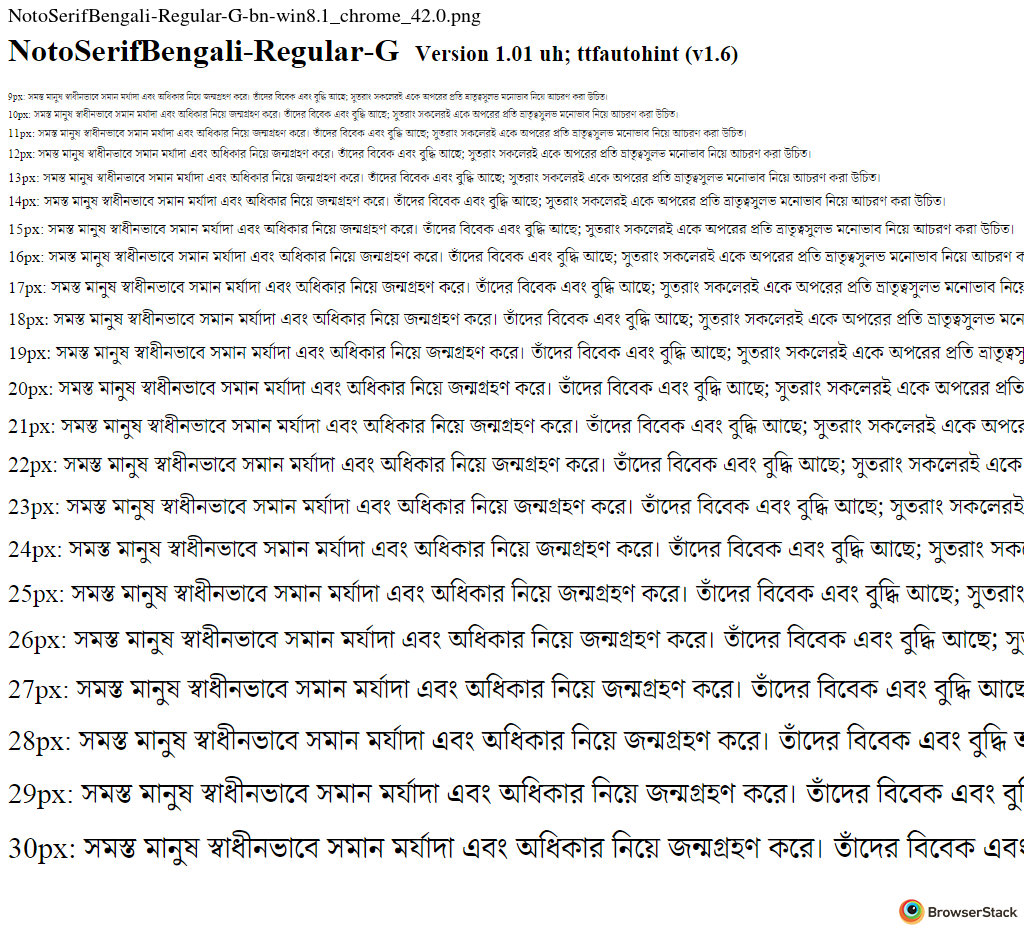 NotoSerifBengali-Regular-G-bn-win8.1_chrome_42.0.png
NotoSerifBengali-Regular-G Version 1.01 uh; ttfautohint (v1.6)
9px: সমস্ত মানুষ স্বাধীনভাবে সমান মর্যাদা এবং অধিকার নিয়ে জন্মগ্রহণ করে। তাঁদের বিবেক এবং বুদ্ধি আছে; সুতরাং সকলেরই একে অপরের প্রতি ভ্রাতৃত্বসুলভ মনোভাব নিয়ে আচরণ করা উচিত।
10px: সমস্ত মানুষ স্বাধীনভাবে সমান মর্যাদা এবং অধিকার নিয়ে জন্মগ্রহণ করে। তাঁদের বিবেক এবং বুদ্ধি আছে; সুতরাং সকলেরই একে অপরের প্রতি ভ্রাতৃত্বসুলভ মনোভাব নিয়ে আচরণ করা উচিত।
11px: সমস্ত মানুষ স্বাধীনভাবে সমান মর্যাদা এবং অধিকার নিয়ে জন্মগ্রহণ করে। তাঁদের বিবেক এবং বুদ্ধি আছে; সুতরাং সকলেরই একে অপরের প্রতি ভ্রাতৃত্বসুলভ মনোভাব নিয়ে আচরণ করা উচিত।
12px: সমস্ত মানুষ স্বাধীনভাবে সমান মর্যাদা এবং অধিকার নিয়ে জন্মগ্রহণ করে। তাঁদের বিবেক এবং বুদ্ধি আছে; সুতরাং সকলেরই একে অপরের প্রতি ভ্রাতৃত্বসুলভ মনোভাব নিয়ে আচরণ করা উচিত।
13px: সমস্ত মানুষ স্বাধীনভাবে সমান মর্যাদা এবং অধিকার নিয়ে জন্মগ্রহণ করে। তাঁদের বিবেক এবং বুদ্ধি আছে; সুতরাং সকলেরই একে অপরের প্রতি ভ্রাতৃত্বসুলভ মনোভাব নিয়ে আচরণ করা উচিত।
14px: সমস্ত মানুষ স্বাধীনভাবে সমান মর্যাদা এবং অধিকার নিয়ে জন্মগ্রহণ করে। তাঁদের বিবেক এবং বুদ্ধি আছে; সুতরাং সকলেরই একে অপরের প্রতি ভ্রাতৃত্বসুলভ মনোভাব নিয়ে আচরণ করা উচিত।
15px: সমস্ত মানুষ স্বাধীনভাবে সমান মর্যাদা এবং অধিকার নিয়ে জন্মগ্রহণ করে। তাঁদের বিবেক এবং বুদ্ধি আছে; সুতরাং সকলেরই একে অপরের প্রতি ভ্রাতৃত্বসুলভ মনোভাব নিয়ে আচরণ করা উচিত।
16px: সমস্ত মানুষ স্বাধীনভাবে সমান মর্যাদা এবং অধিকার নিয়ে জন্মগ্রহণ করে। তাঁদের বিবেক এবং বুদ্ধি আছে; সুতরাং সকলেরই একে অপরের প্রতি ভ্রাতৃত্বসুলভ মনোভাব নিয়ে আচরণ
17px: সমস্ত মানুষ স্বাধীনভাবে সমান মর্যাদা এবং অধিকার নিয়ে জন্মগ্রহণ করে। তাঁদের বিবেক এবং বুদ্ধি আছে; সুতরাং সকলেরই একে অপরের প্রতি ভ্রাতৃত্বসুলভ মনোভাব নিয়ে
18px: সমস্ত মানুষ স্বাধীনভাবে সমান মর্যাদা এবং অধিকার নিয়ে জন্মগ্রহণ করে। তাঁদের বিবেক এবং বুদ্ধি আছে; সুতরাং সকলেরই একে অপরের প্রতি ভ্রাতৃত্বসুলভ
19px: সমস্ত মানুষ স্বাধীনভাবে সমান মর্যাদা এবং অধিকার নিয়ে জন্মগ্রহণ করে। তাঁদের বিবেক এবং বুদ্ধি আছে; সুতরাং সকলেরই একে অপরের প্রতি
20px: সমস্ত মানুষ স্বাধীনভাবে সমান মর্যাদা এবং অধিকার নিয়ে জন্মগ্রহণ করে। তাঁদের বিবেক এবং বুদ্ধি আছে; সুতরাং সকলেরই একে অপরের প্রতি
21px: সমস্ত মানুষ স্বাধীনভাবে সমান মর্যাদা এবং অধিকার নিয়ে জন্মগ্রহণ করে। তাঁদের বিবেক এবং বুদ্ধি আছে; সুতরাং সকলেরই একে
22px: সমস্ত মানুষ স্বাধীনভাবে সমান মর্যাদা এবং অধিকার নিয়ে জন্মগ্রহণ করে। তাঁদের বিবেক এবং বুদ্ধি আছে; সুতরাং সকলেরই একে
23px: সমস্ত মানুষ স্বাধীনভাবে সমান মর্যাদা এবং অধিকার নিয়ে জন্মগ্রহণ করে। তাঁদের বিবেক এবং বুদ্ধি আছে; সুতরাং সকলেরই
24px: সমস্ত মানুষ স্বাধীনভাবে সমান মর্যাদা এবং অধিকার নিয়ে জন্মগ্রহণ করে। তাঁদের বিবেক এবং বুদ্ধি আছে; সুতরাং
25px: সমস্ত মানুষ স্বাধীনভাবে সমান মর্যাদা এবং অধিকার নিয়ে জন্মগ্রহণ করে। তাঁদের বিবেক এবং বুদ্ধি আছে; সুতরাং
26px: সমস্ত মানুষ স্বাধীনভাবে সমান মর্যাদা এবং অধিকার নিয়ে জন্মগ্রহণ করে। তাঁদের বিবেক এবং বুদ্ধি আছে;
27px: সমস্ত মানুষ স্বাধীনভাবে সমান মর্যাদা এবং অধিকার নিয়ে জন্মগ্রহণ করে। তাঁদের বিবেক এবং বুদ্ধি আছে
28px: সমস্ত মানুষ স্বাধীনভাবে সমান মর্যাদা এবং অধিকার নিয়ে জন্মগ্রহণ করে। তাঁদের বিবেক এবং বুদ্ধি
29px: সমস্ত মানুষ স্বাধীনভাবে সমান মর্যাদা এবং অধিকার নিয়ে জন্মগ্রহণ করে। তাঁদের বিবেক এবং
30px: সমস্ত মানুষ স্বাধীনভাবে সমান মর্যাদা এবং অধিকার নিয়ে জন্মগ্রহণ করে। তাঁদের বিবেক এবং
BrowserStack